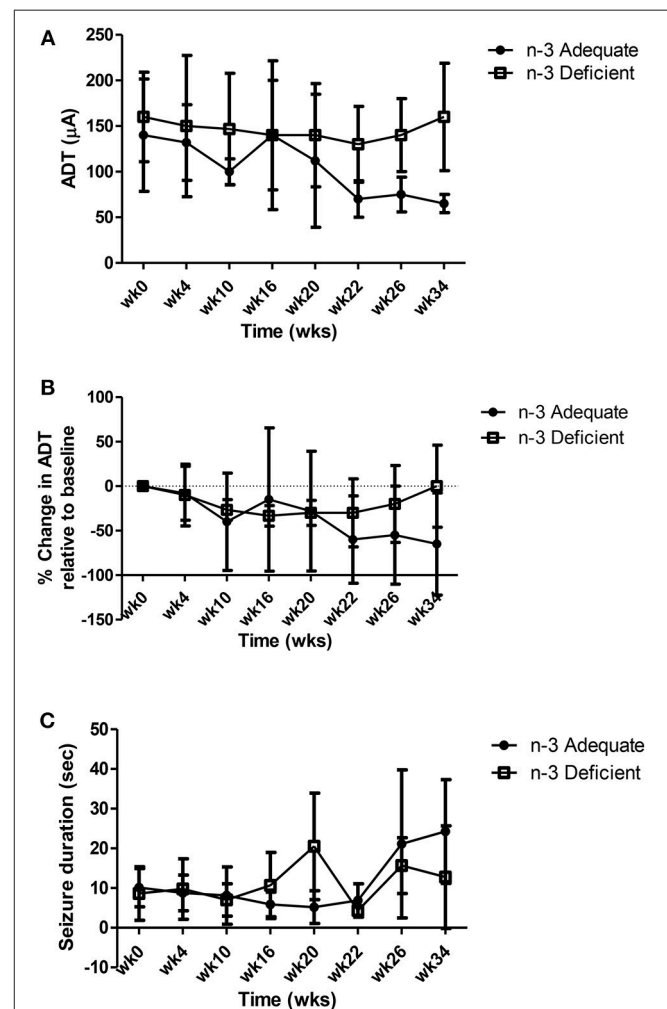 A
250
200
150
100
50
0
ADT (μA)
wk0 wk4 wk10 wk16 wk20 wk22 wk26 wk34
Time (wks)
n-3 Adequate
n-3 Deficient
B
100
50
0
-50
-100
-150
% Change in ADT
relative to baseline
wk0 wk4 wk10 wk16 wk20 wk22 wk26 wk34
Time (wks)
n-3 Adequate
n-3 Deficient
C
50
40
30
20
10
0
-10
Seizure duration (sec)
wk0 wk4 wk10 wk16 wk20 wk22 wk26 wk34
Time (wks)
n-3 Adequate
n-3 Deficient